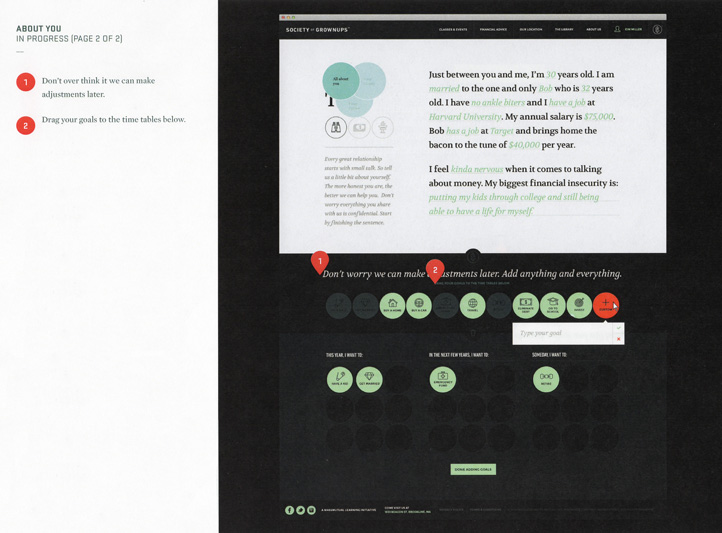 ABOUT YOU
IN PROGRESS (PAGE 2 OF 2)
1 Don't over think it we can make
adjustments later.
2 Drag your goals to the time tables below.
SOCIETY OF GROWNUPS
CLASSES & EVENTS FINANCIAL ADVICE OUR LOCATION THE LIBRARY ABOUT US
All about
you
T
Every great relationship
starts with small talk. So tell
us a little bit about yourself.
The more honest you are, the
better we can help you. Don't
worry everything you share
with us is confidential. Start
by finishing the sentence.
Just between you and me, I'm 30 years old. I am
married to the one and only Bob who is 32 years
old. I have no ankle biters and I have a job at
Harvard University. My annual salary is $75,000.
Bob has a job at Target and brings home the
bacon to the tune of $40,000 per year.
I feel kinda nervous when it comes to talking
about money. My biggest financial insecurity is:
putting my kids through college and still being
able to have a life for myself
1
2
Don't worry we can make adjustments later. Add anything and everything.
BUY A HOME BUY A CAR TRAVEL ELIMINATE DEBT GO TO SCHOOL INVEST
Type your goal
THIS YEAR, I WANT TO: IN THE NEXT FEW YEARS, I WANT TO: SOMEDAY, I WANT TO:
HAVE A KID GET MARRIED EMERGENCY FUND RETIRE
DONE ADDING GOALS
A MASSMUTUAL LEARNING INITIATIVE